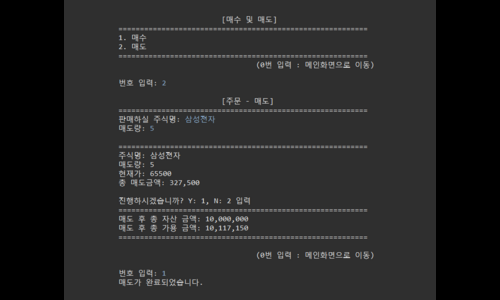 [매수 및 매도]
============================================================
1. 매수
2. 매도
============================================================
(0번 입력 : 메인화면으로 이동)
번호 입력: 2
[주문 - 매도]
============================================================
판매하실 주식명: 삼성전자
매도량: 5
============================================================
주식명: 삼성전자
매도량: 5
현재가: 65500
총 매도금액: 327,500
진행하시겠습니까? Y: 1, N: 2 입력
============================================================
매도 후 총 자산 금액: 10,000,000
매도 후 총 가용 금액: 10,117,150
============================================================
(0번 입력 : 메인화면으로 이동)
번호 입력: 1
매도가 완료되었습니다.